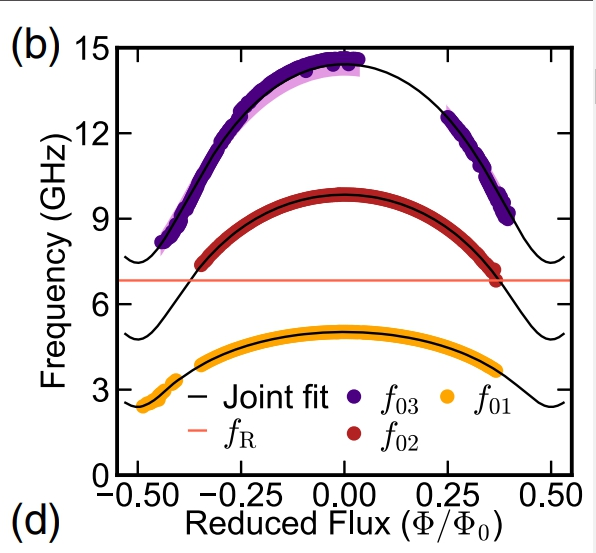 (b)
15
12
9
6
3
0
Frequency (GHz)
Joint fit
f_R
f_03
f_02
f_01
−0.50 −0.25 0.00 0.25 0.50
Reduced Flux (Φ/Φ_0)
(d)